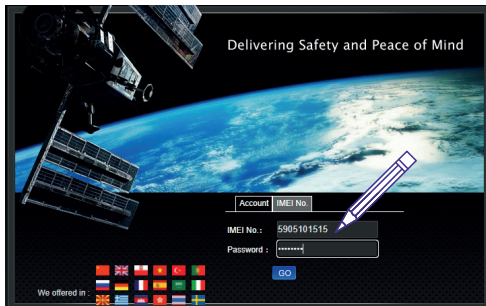 Delivering Safety and Peace of Mind
Account IMEI No.
IMEI No.: 5905101515
Password : ••••••••
GO
We offered in :